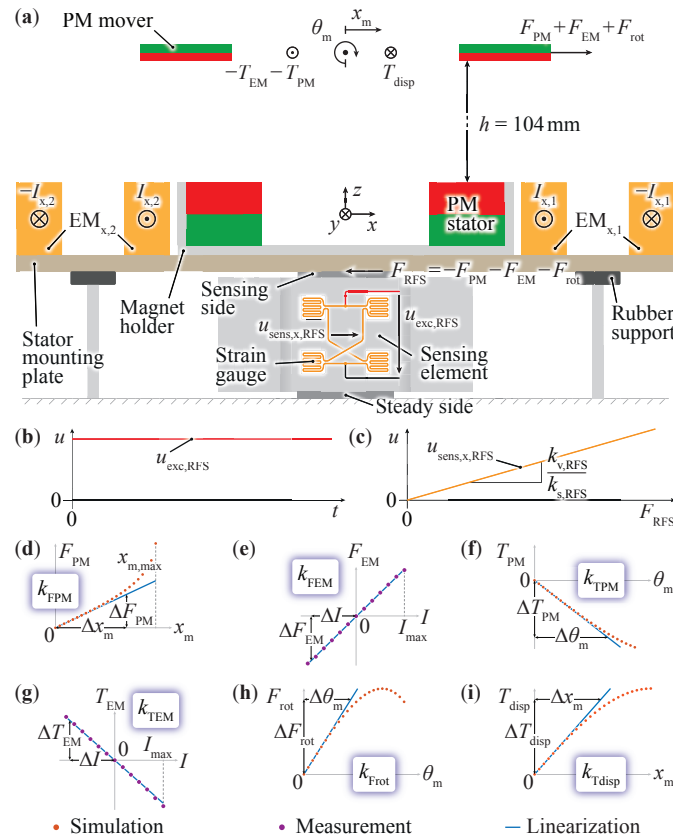 (a)
PM mover
θm
xm
FPM+FEM+Frot
−TEM−TPM
Tdisp
h = 104 mm
−Ix,2
Ix,2
EMx,2
z
y
x
PM
stator
Ix,1
−Ix,1
EMx,1
Sensing
side
FRFS=−FPM−FEM−Frot
Magnet
holder
Rubber
support
Stator
mounting
plate
usens,x,RFS
uexc,RFS
Strain
gauge
Sensing
element
Steady side
(b)
u
uexc,RFS
0
0
t
(c)
u
usens,x,RFS
kv,RFS
ks,RFS
0
FRFS
(d)
FPM
xm,max
kFPM
ΔFPM
Δxm
0
xm
(e)
FEM
kFEM
ΔI
ΔFEM
0
Imax
I
(f)
TPM
kTPM
0
θm
ΔTPM
Δθm
(g)
TEM
kTEM
ΔTEM
0
Imax
ΔI
I
(h)
Frot
Δθm
ΔFrot
kFrot
0
θm
(i)
Tdisp
Δxm
ΔTdisp
kTdisp
0
xm
Simulation
Measurement
Linearization